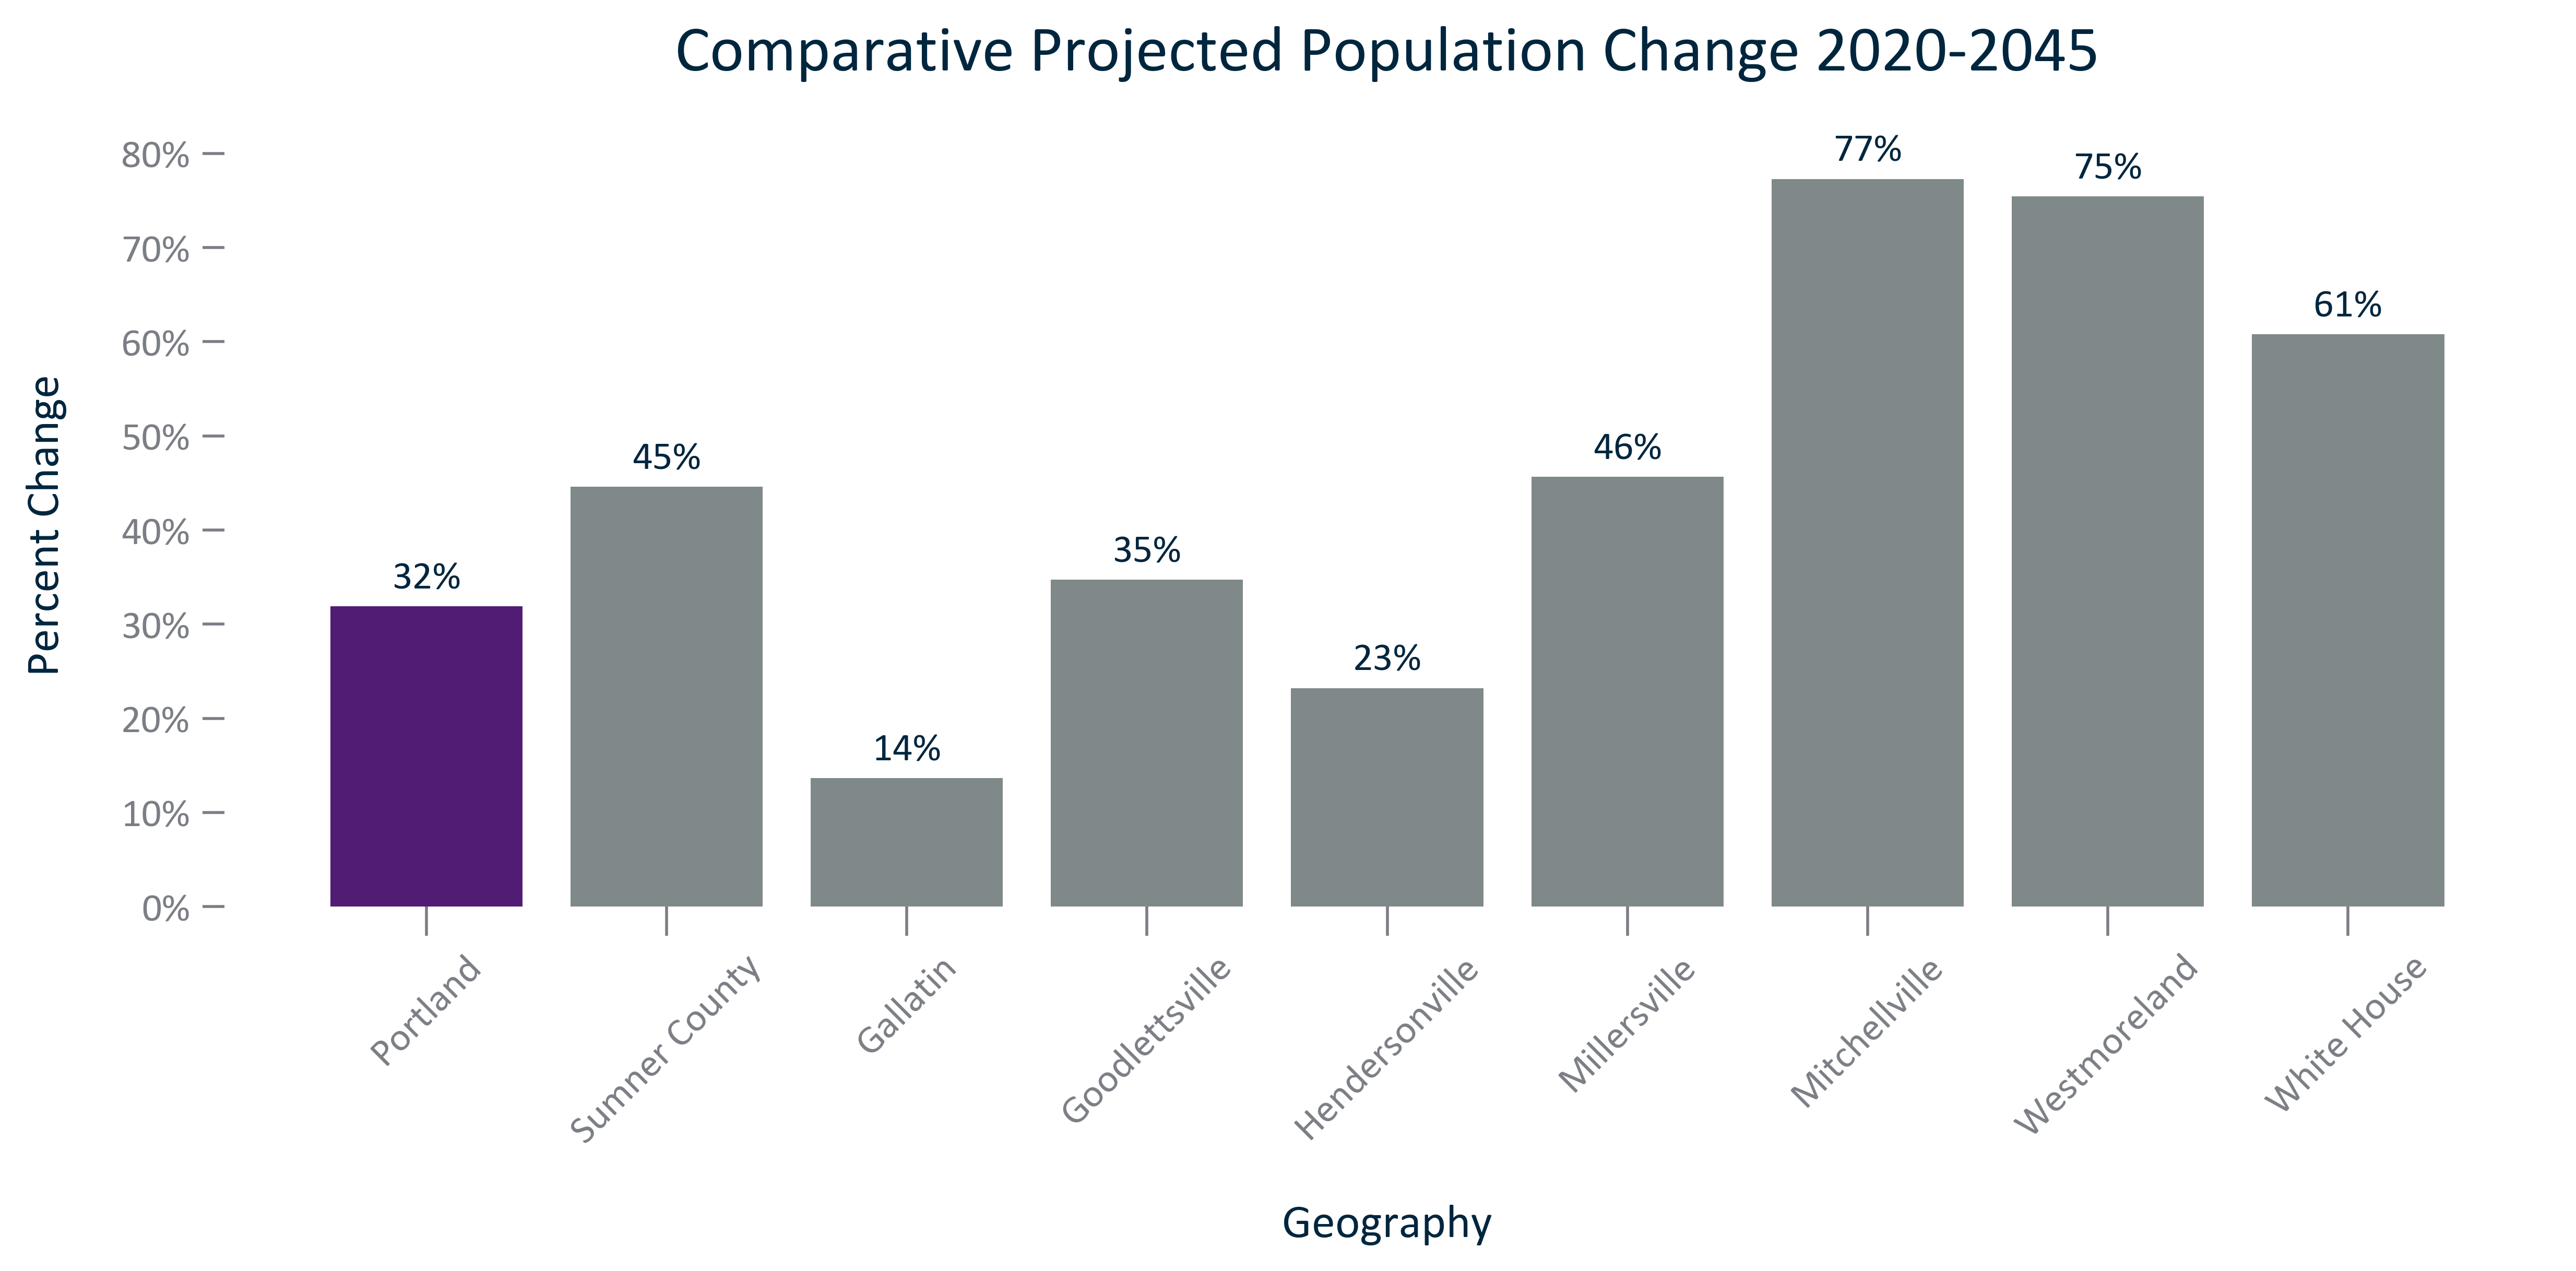 Comparative Projected Population Change 2020-2045
Percent Change
80%
70%
60%
50%
40%
30%
20%
10%
0%
32%
45%
14%
35%
23%
46%
77%
75%
61%
Portland
Sumner County
Gallatin
Goodlettsville
Hendersonville
Millersville
Mitchellville
Westmoreland
White House
Geography